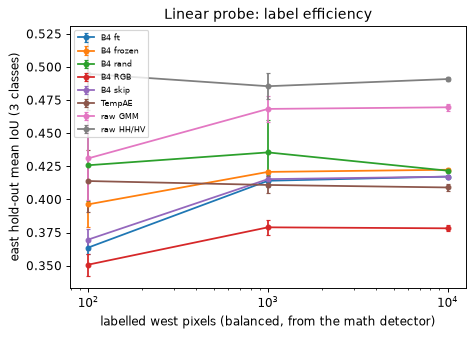 Linear probe: label efficiency
east hold-out mean IoU (3 classes)
0.525
0.500
0.475
0.450
0.425
0.400
0.375
0.350
B4 ft
B4 frozen
B4 rand
B4 RGB
B4 skip
TempAE
raw GMM
raw HH/HV
10²
10³
10⁴
labelled west pixels (balanced, from the math detector)